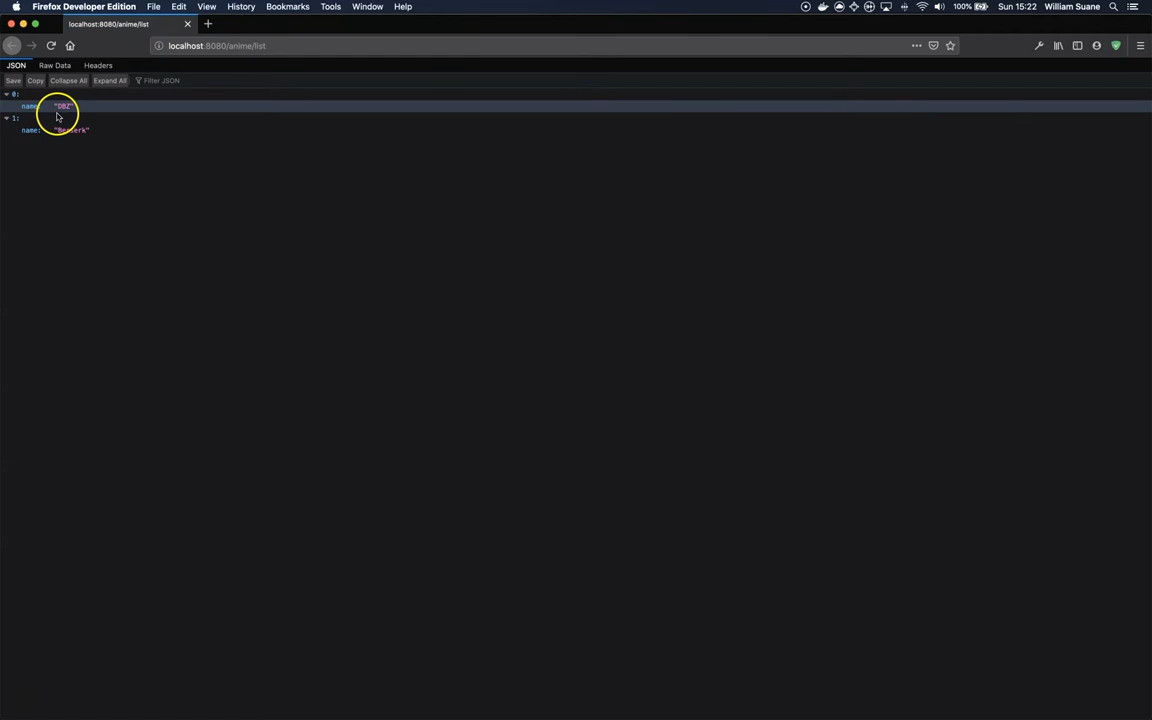 Firefox Developer Edition File Edit View History Bookmarks Tools Window Help 100% Sun 15:22 William Suane
localhost:8080/anime/list
localhost:8080/anime/list
JSON Raw Data Headers
Save Copy Collapse All Expand All Filter JSON
0:
name: "DBZ"
1:
name: "Berserk"